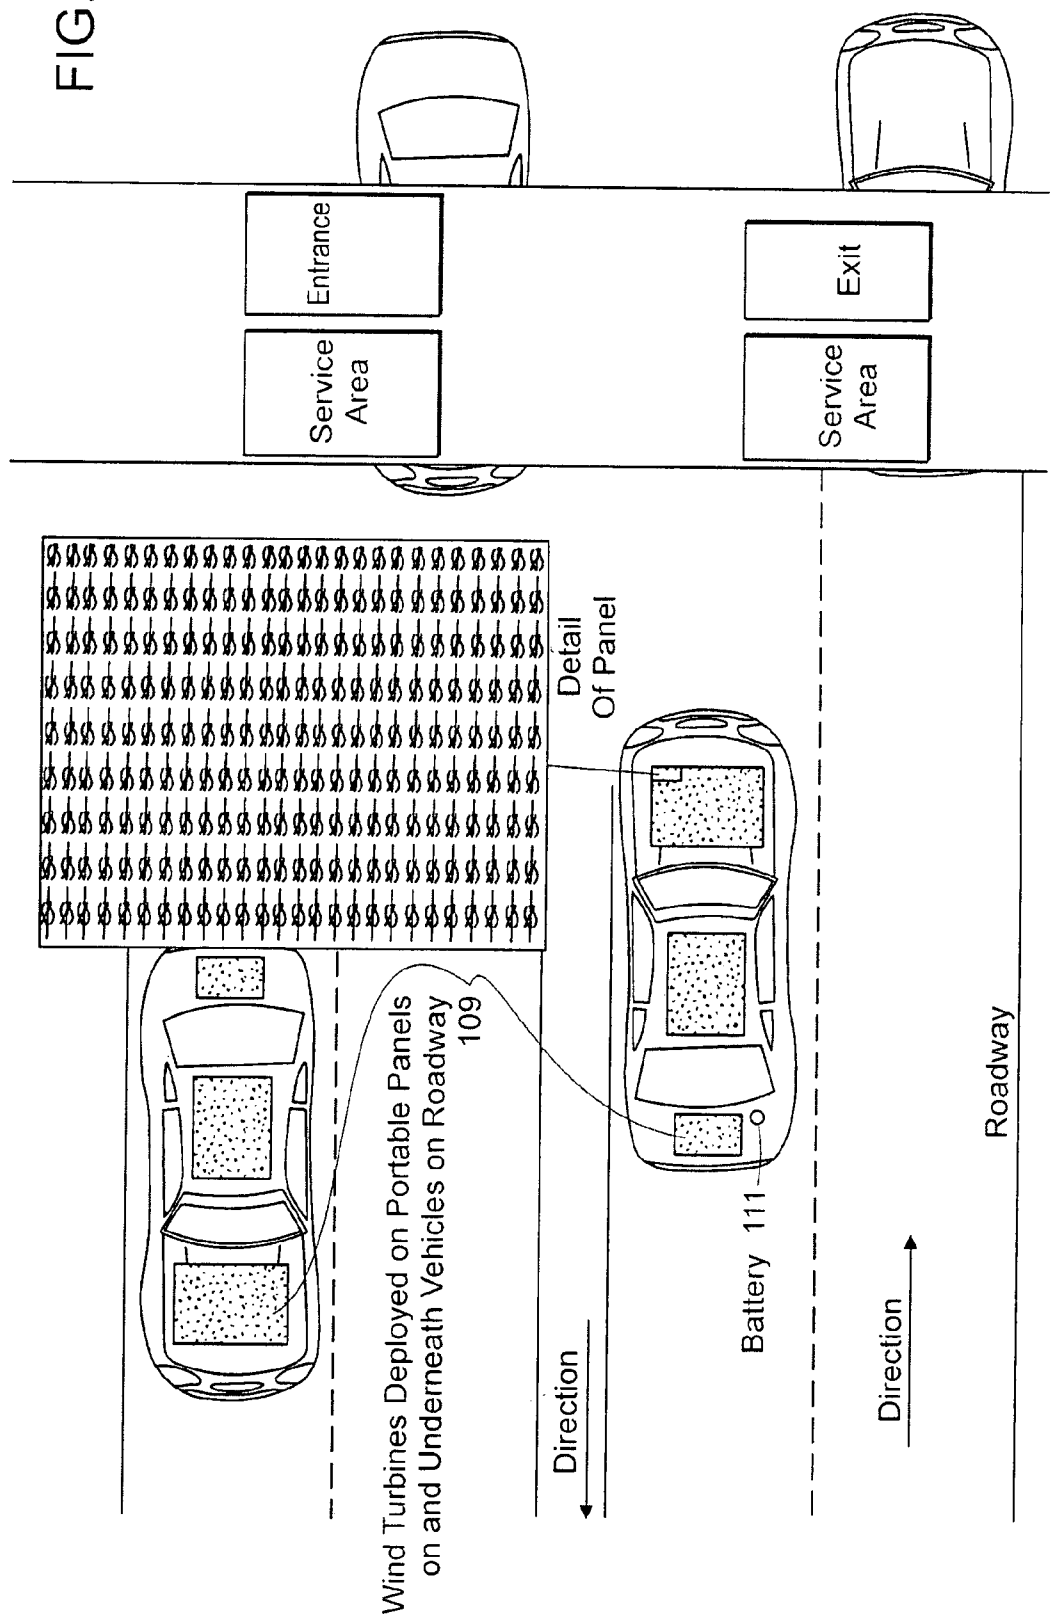 FIG.
Entrance
Service
Area
Exit
Service
Area
Detail
Of Panel
Wind Turbines Deployed on Portable Panels
on and Underneath Vehicles on Roadway
109
Battery 111
Direction
Direction
Roadway